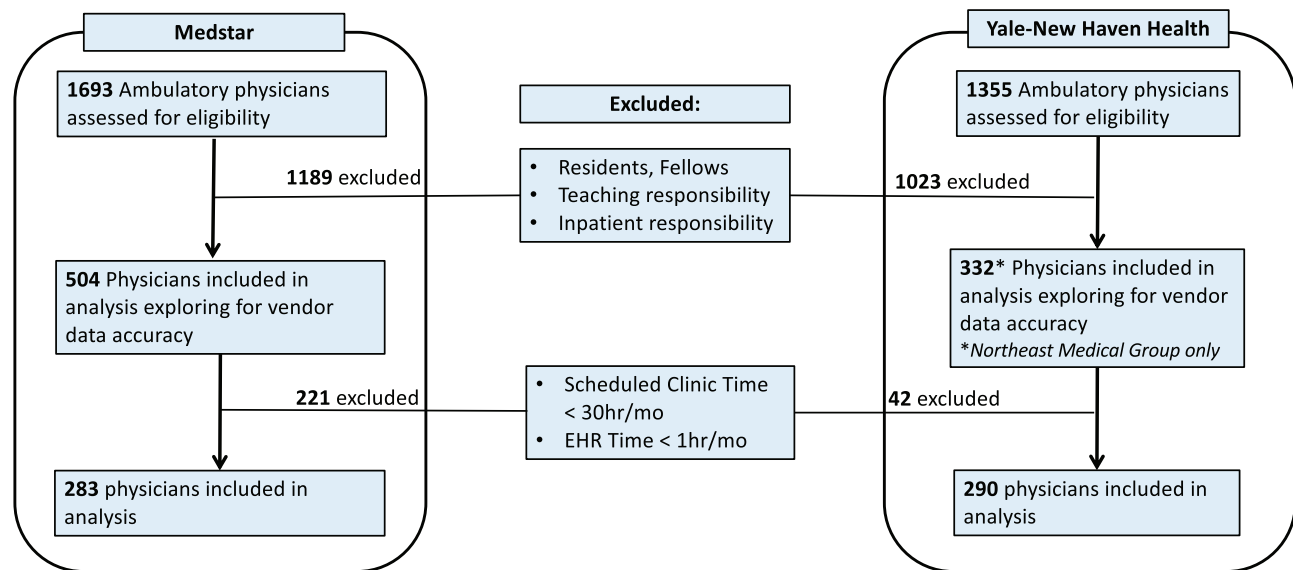 Medstar
1693 Ambulatory physicians
assessed for eligibility
1189 excluded
504 Physicians included in
analysis exploring for vendor
data accuracy
221 excluded
283 physicians included in
analysis
Excluded:
• Residents, Fellows
• Teaching responsibility
• Inpatient responsibility
• Scheduled Clinic Time
< 30hr/mo
• EHR Time < 1hr/mo
Yale-New Haven Health
1355 Ambulatory physicians
assessed for eligibility
1023 excluded
332* Physicians included in
analysis exploring for vendor
data accuracy
*Northeast Medical Group only
42 excluded
290 physicians included in
analysis